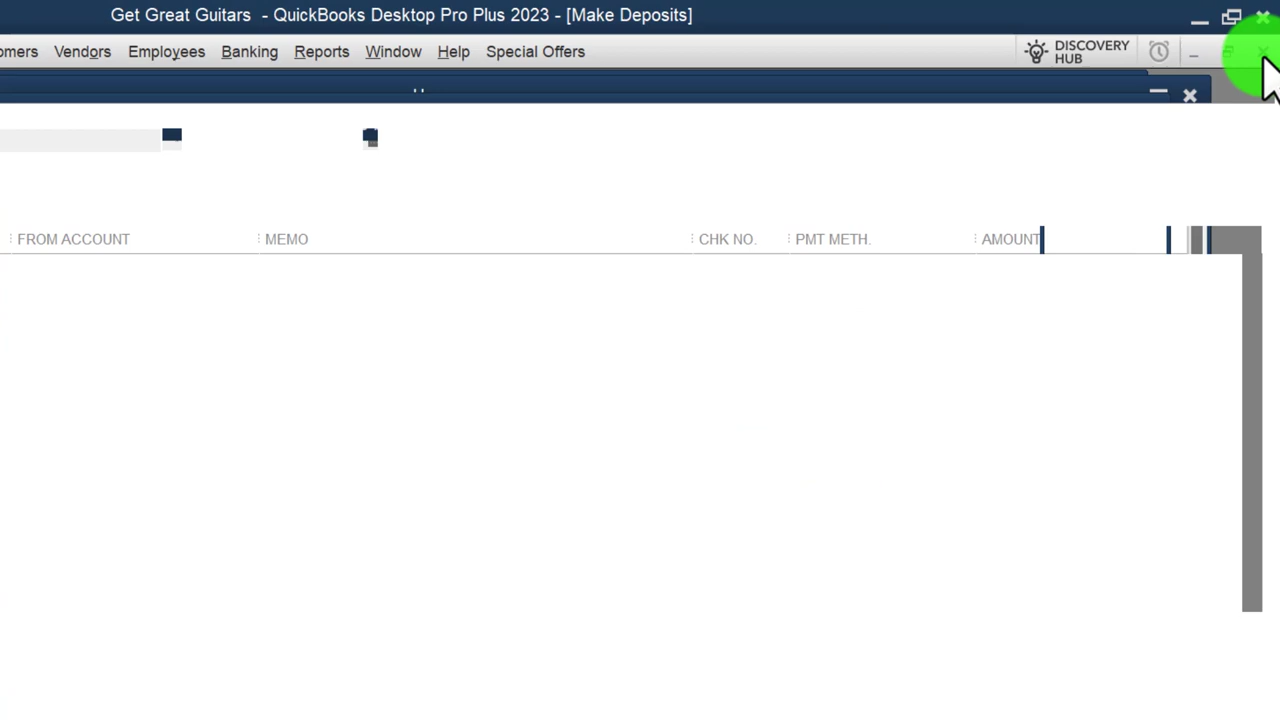 Get Great Guitars - QuickBooks Desktop Pro Plus 2023 - [Make Deposits]
omers Vendors Employees Banking Reports Window Help Special Offers DISCOVERY
HUB
FROM ACCOUNT MEMO CHK NO. PMT METH. AMOUNT